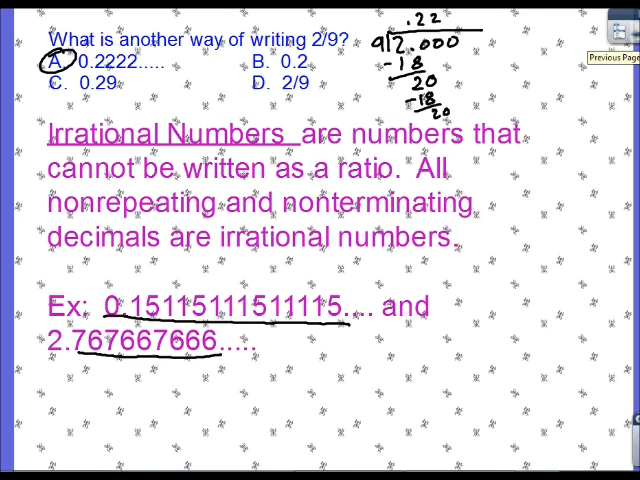 What is another way of writing 2/9?
A. 0.2222..... B. 0.2
C. 0.29 D. 2/9
.22
9 2.000
-18
20
-18
20
Previous Page
Irrational Numbers are numbers that
cannot be written as a ratio. All
nonrepeating and nonterminating
decimals are irrational numbers.
Ex: 0.15115111511115.... and
2.767667666.....